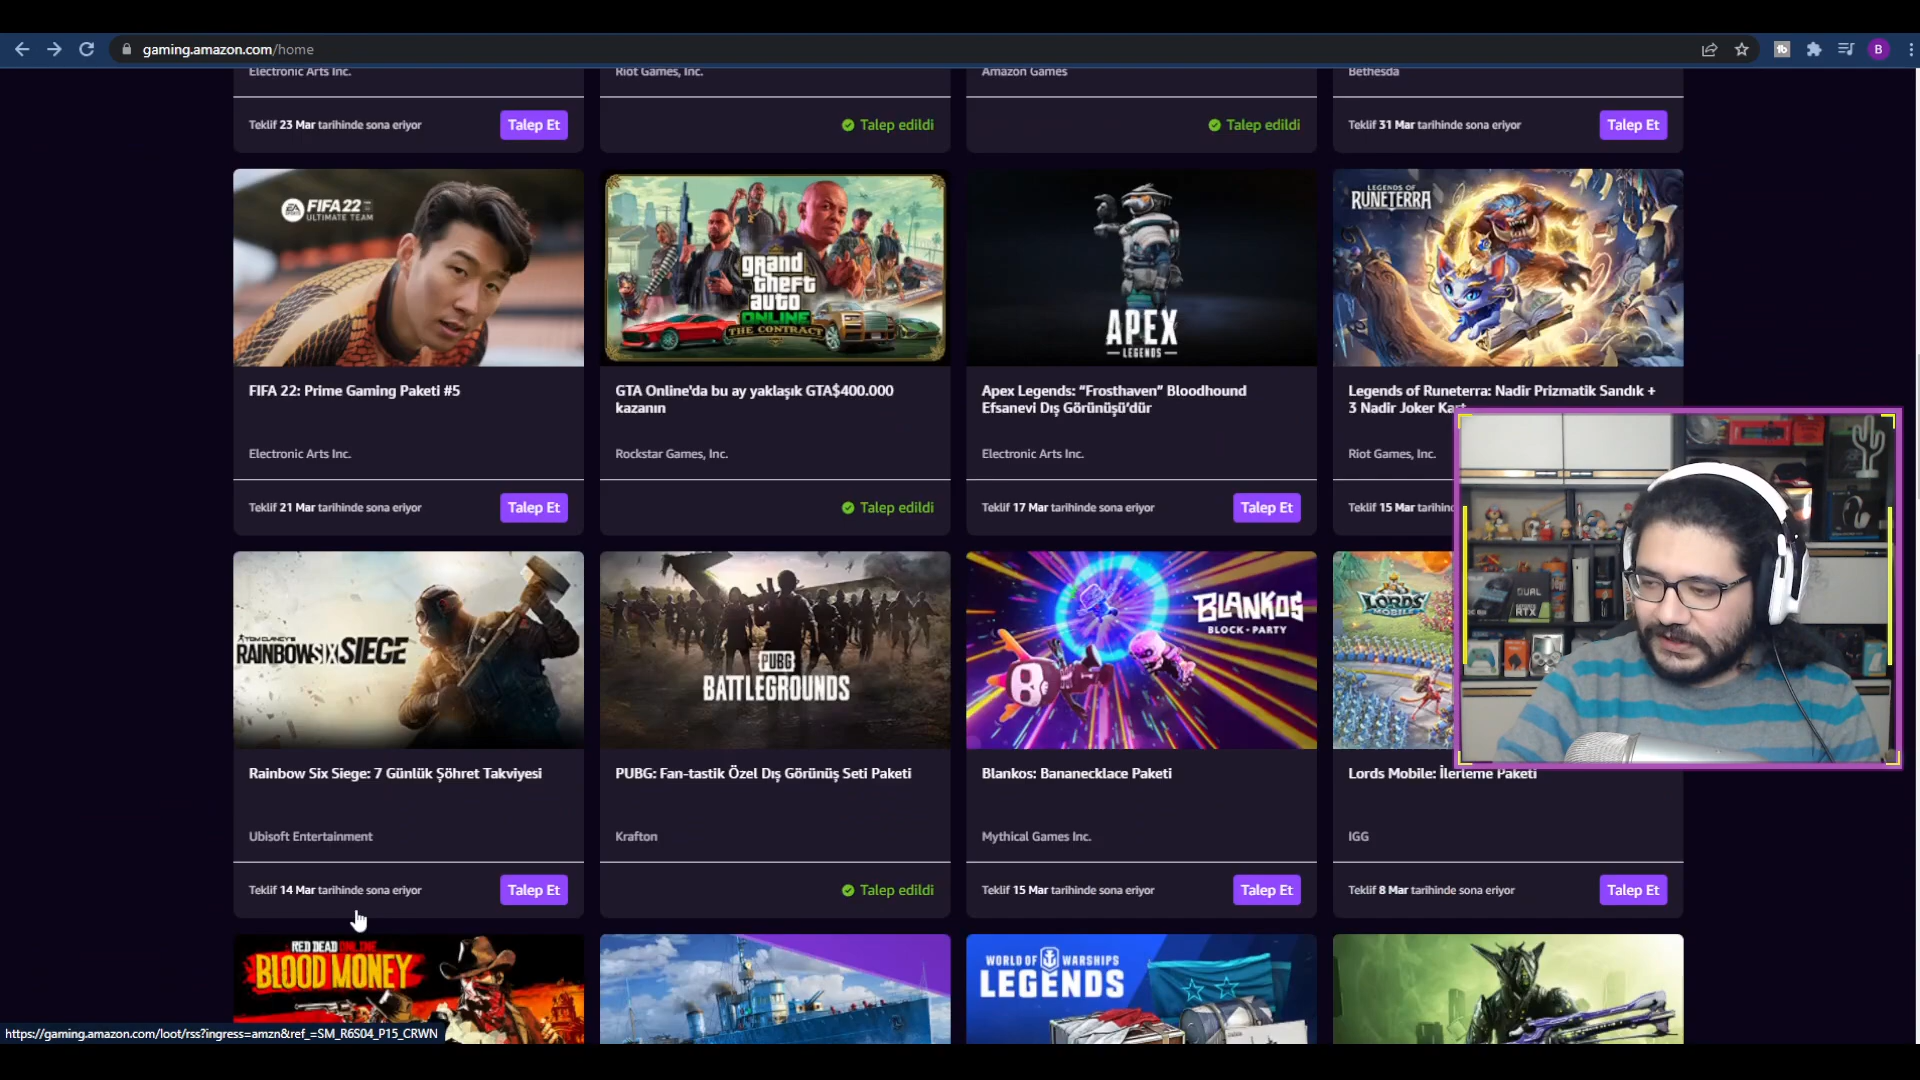 gaming.amazon.com/home
B
Electronic Arts Inc.
Riot Games, Inc.
Amazon Games
Bethesda
Teklif 23 Mar tarihinde sona eriyor
Talep Et
Talep edildi
Talep edildi
Teklif 31 Mar tarihinde sona eriyor
Talep Et
EA SPORTS
FIFA 22
ULTIMATE TEAM
grand
theft
auto
ONLINE
THE CONTRACT
APEX
LEGENDS
LEGENDS OF
RUNETERRA
FIFA 22: Prime Gaming Paketi #5
GTA Online'da bu ay yaklaşık GTA$400.000
kazanın
Apex Legends: “Frosthaven” Bloodhound
Efsanevi Dış Görünüşü’dür
Legends of Runeterra: Nadir Prizmatik Sandık +
3 Nadir Joker Kart
Electronic Arts Inc.
Rockstar Games, Inc.
Electronic Arts Inc.
Riot Games, Inc.
Teklif 21 Mar tarihinde sona eriyor
Talep Et
Talep edildi
Teklif 17 Mar tarihinde sona eriyor
Talep Et
Teklif 15 Mar
DUAL
RTX
TOM CLANCY'S
RAINBOW SIX SIEGE
PUBG
BATTLEGROUNDS
BLANKOS
BLOCK PARTY
LORDS
MOBILE
Rainbow Six Siege: 7 Günlük Şöhret Takviyesi
PUBG: Fan-tastik Özel Dış Görünüş Seti Paketi
Blankos: Bananecklace Paketi
Lords Mobile: İlerleme Paketi
Ubisoft Entertainment
Krafton
Mythical Games Inc.
IGG
Teklif 14 Mar tarihinde sona eriyor
Talep Et
Talep edildi
Teklif 15 Mar tarihinde sona eriyor
Talep Et
Teklif 8 Mar tarihinde sona eriyor
Talep Et
RED DEAD ONLINE
BLOOD MONEY
WORLD OF WARSHIPS
LEGENDS
https://gaming.amazon.com/loot/rss?ingress=amzn&ref_=SM_R6S04_P15_CRWN